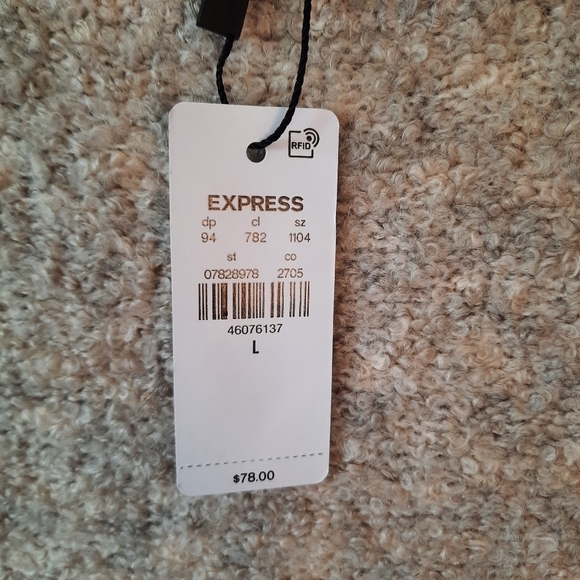 RFID
EXPRESS
dp cl sz
94 782 1104
st co
07828978 2705
46076137
L
$78.00